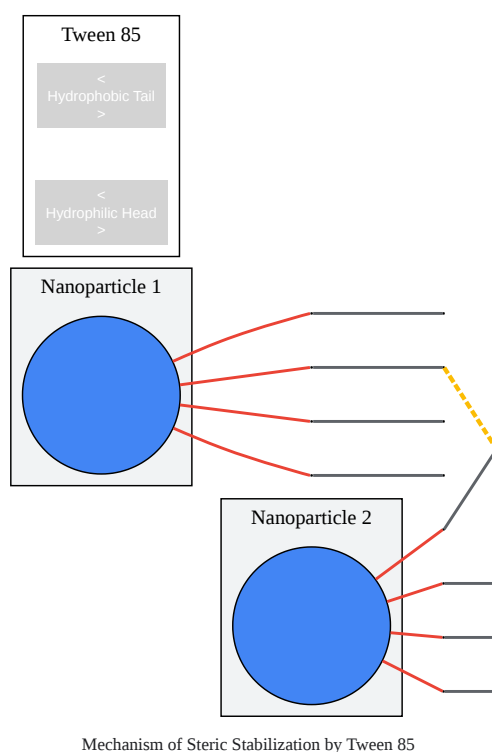 Tween 85
<
Hydrophobic Tail
>
<
Hydrophilic Head
>
Nanoparticle 1
Nanoparticle 2
Mechanism of Steric Stabilization by Tween 85